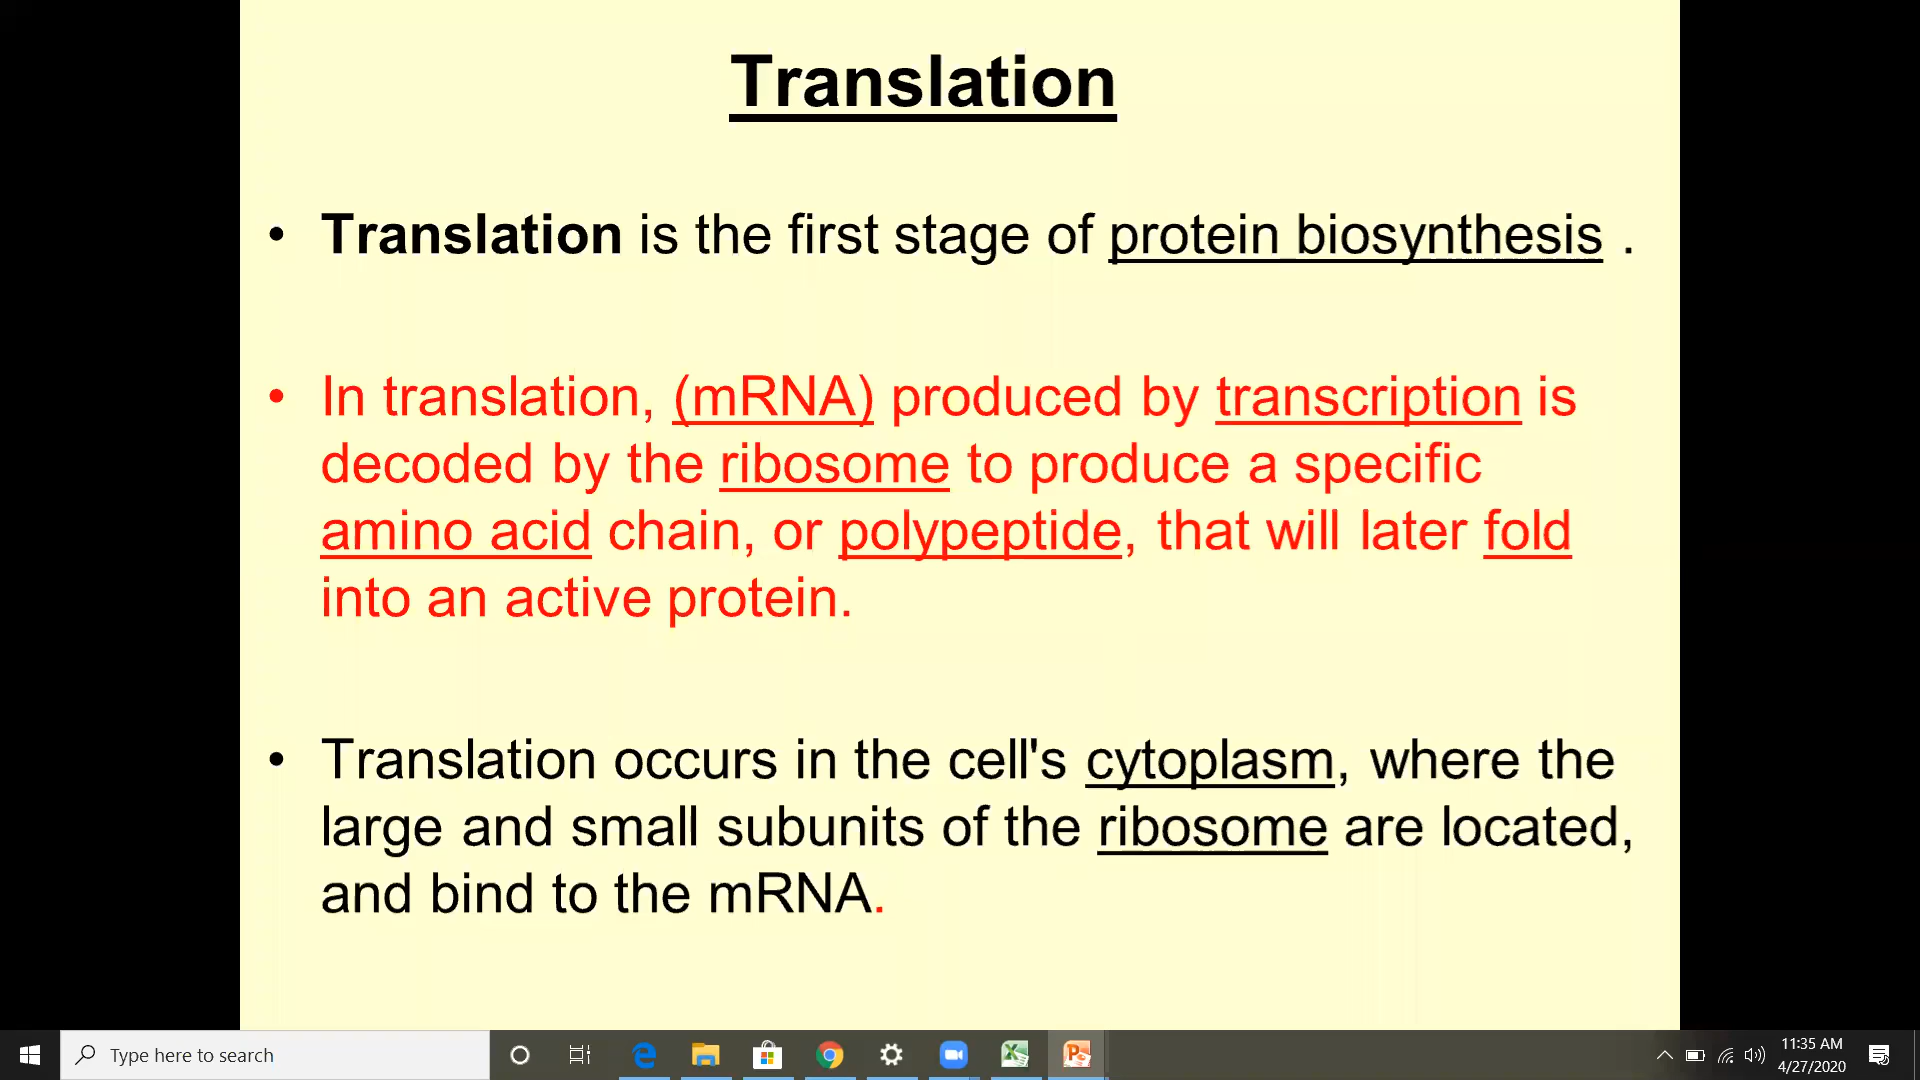 Translation
• Translation is the first stage of protein biosynthesis .
• In translation, (mRNA) produced by transcription is
decoded by the ribosome to produce a specific
amino acid chain, or polypeptide, that will later fold
into an active protein.
• Translation occurs in the cell's cytoplasm, where the
large and small subunits of the ribosome are located,
and bind to the mRNA.
Type here to search
11:35 AM
4/27/2020